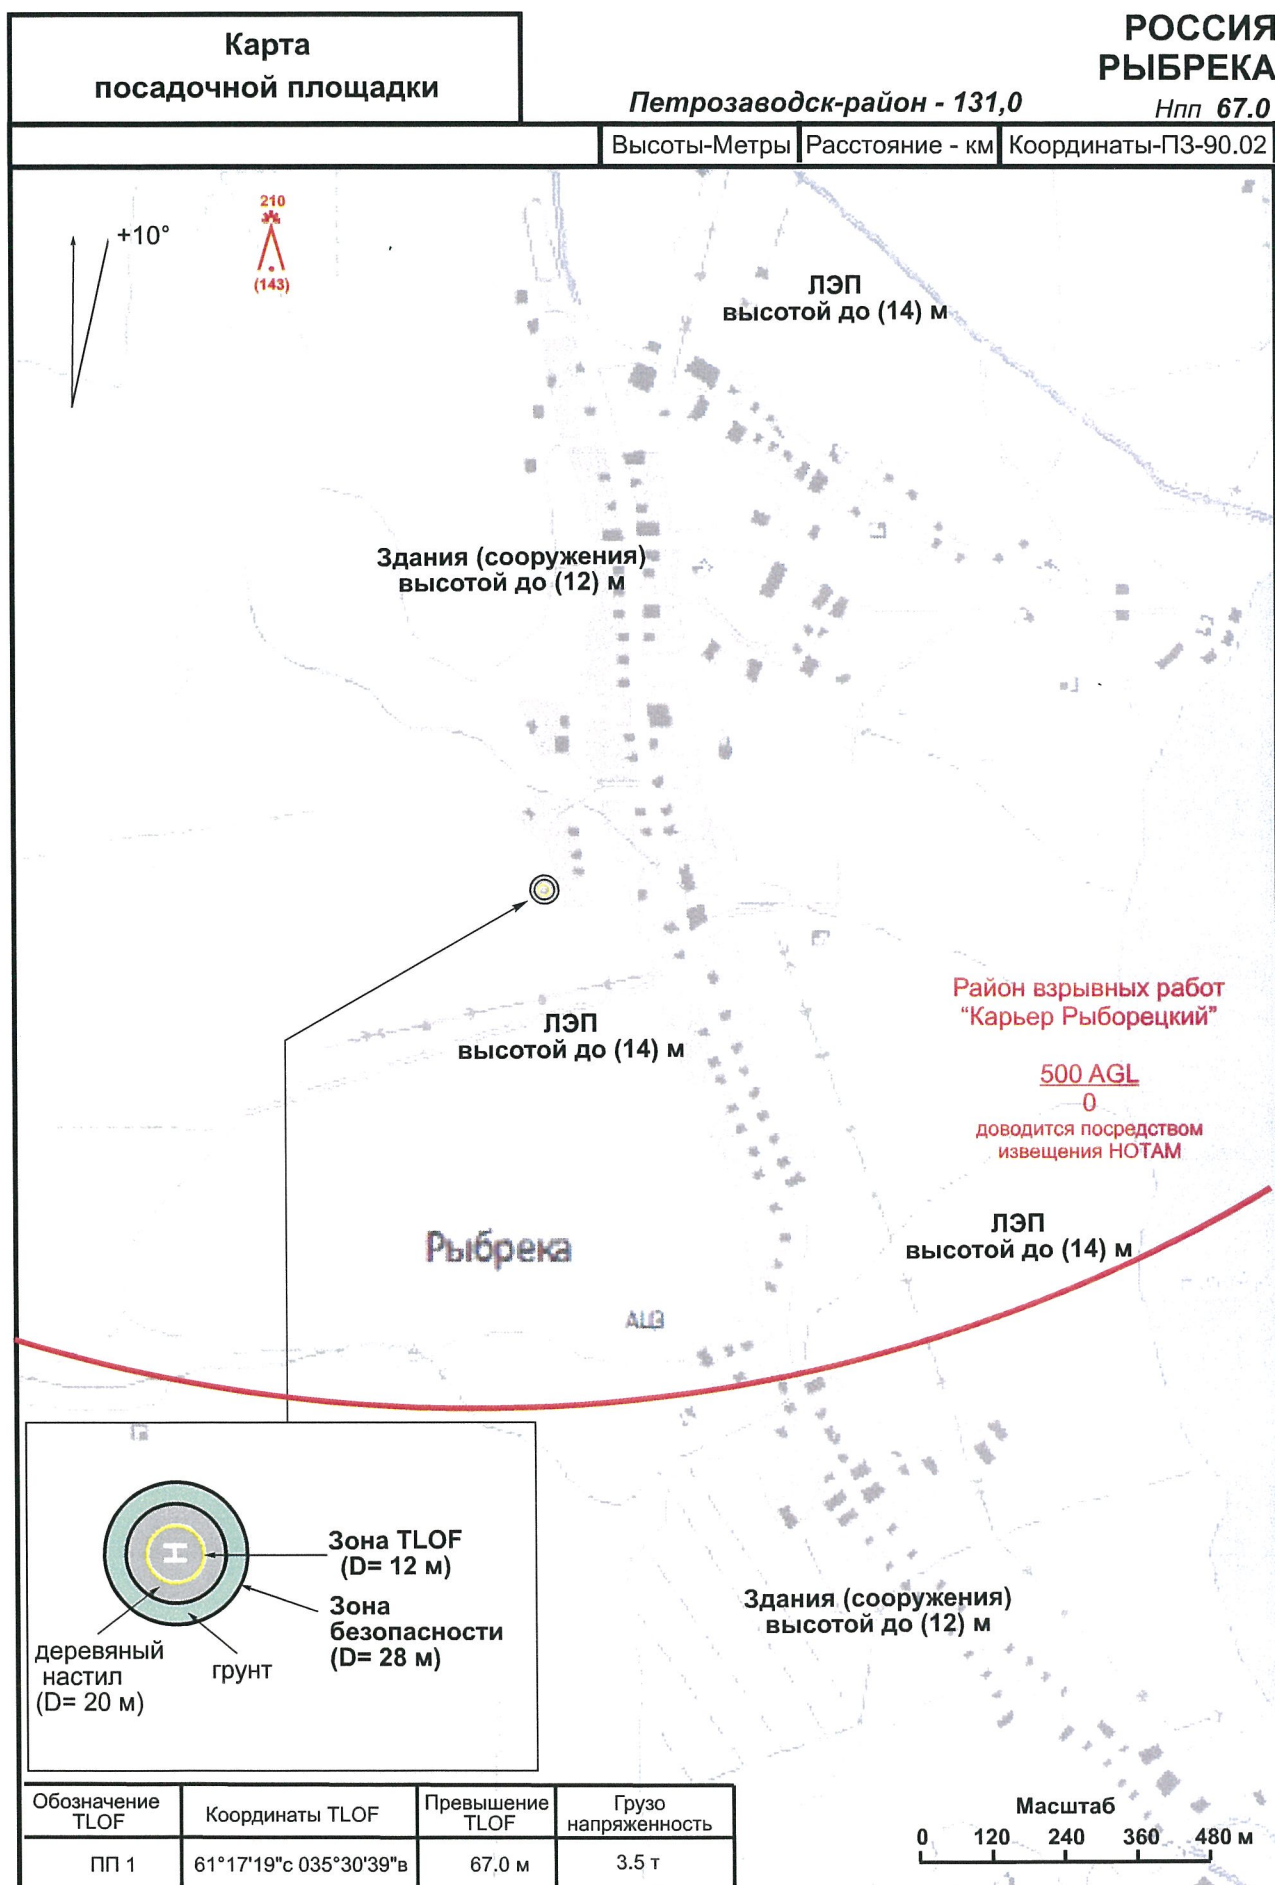 Карта
посадочной площадки
РОССИЯ
РЫБРЕКА
Петрозаводск-район - 131,0
Нпп 67.0
Высоты-Метры
Расстояние - км
Координаты-ПЗ-90.02
210
+10°
(143)
ЛЭП
высотой до (14) м
Здания (сооружения)
высотой до (12) м
Район взрывных работ
“Карьер Рыборецкий”
ЛЭП
высотой до (14) м
500 AGL
0
доводится посредством
извещения НОТАМ
ЛЭП
высотой до (14) м
Рыбрека
АЦЗ
H
Зона TLOF
(D= 12 м)
Зона
безопасности
(D= 28 м)
деревяный
настил
(D= 20 м)
грунт
Здания (сооружения)
высотой до (12) м
Обозначение
TLOF
Координаты TLOF
Превышение
TLOF
Грузо
напряженность
ПП 1
61°17'19"с 035°30'39"в
67.0 м
3.5 т
Масштаб
0 120 240 360 480 м